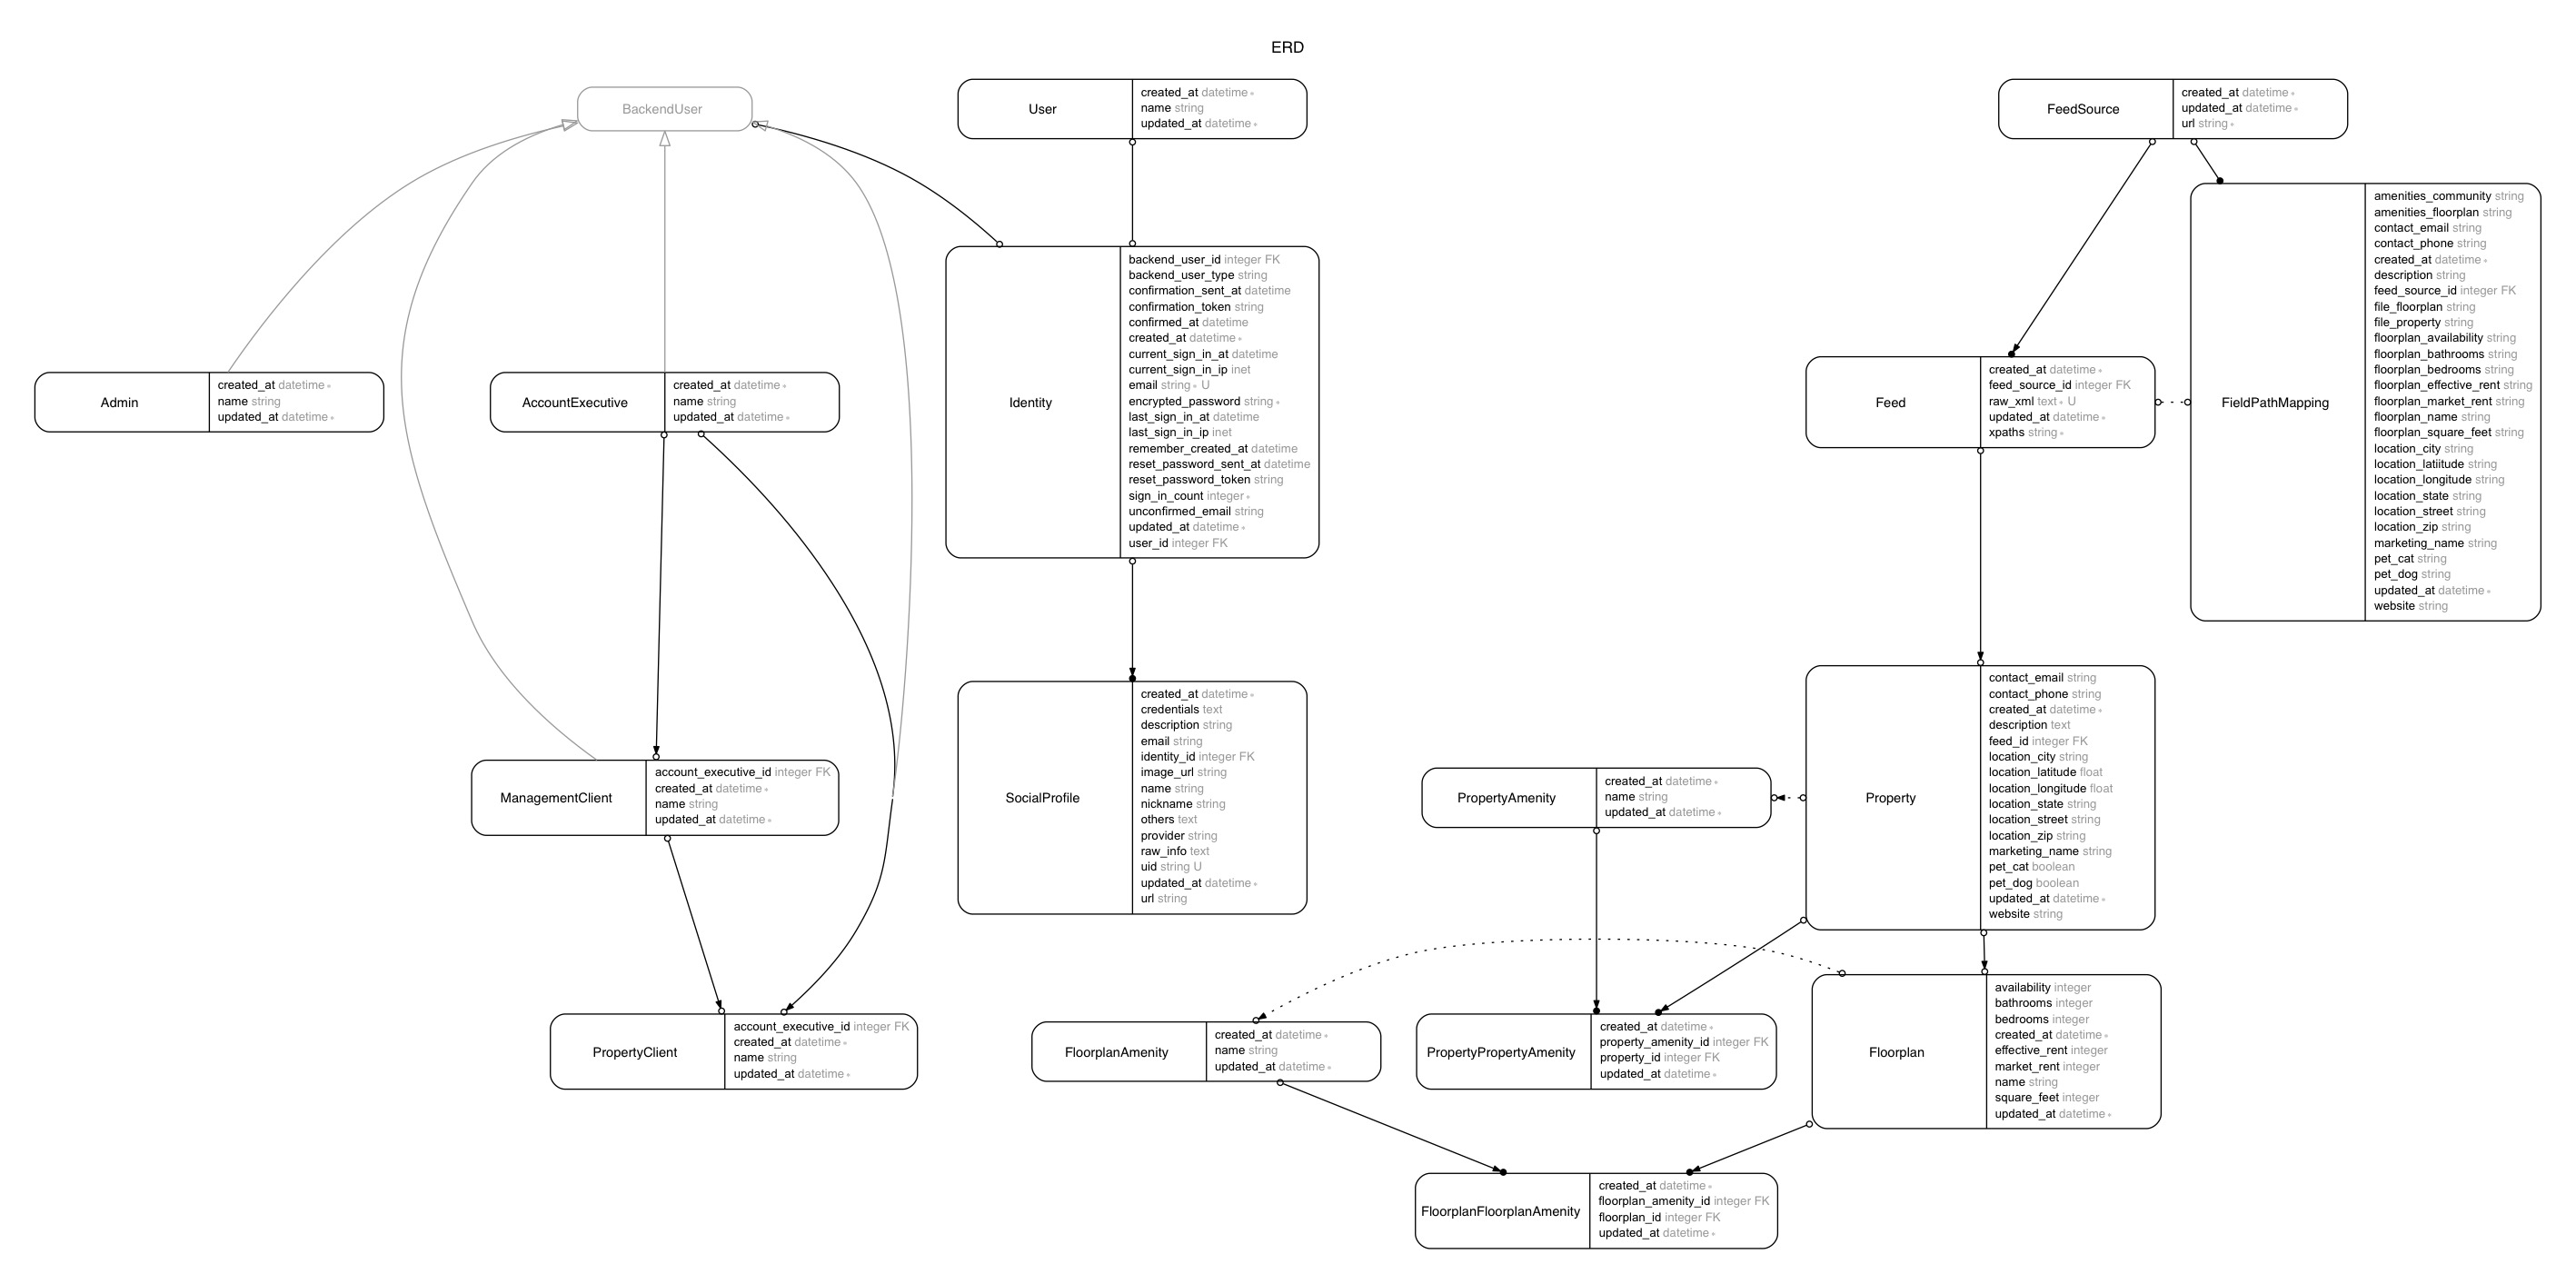 ERD
BackendUser
User
created_at datetime ∗
name string
updated_at datetime ∗
FeedSource
created_at datetime ∗
updated_at datetime ∗
url string ∗
Identity
backend_user_id integer FK
backend_user_type string
confirmation_sent_at datetime
confirmation_token string
confirmed_at datetime
created_at datetime ∗
current_sign_in_at datetime
current_sign_in_ip inet
email string ∗ U
encrypted_password string ∗
last_sign_in_at datetime
last_sign_in_ip inet
remember_created_at datetime
reset_password_sent_at datetime
reset_password_token string
sign_in_count integer ∗
unconfirmed_email string
updated_at datetime ∗
user_id integer FK
FieldPathMapping
amenities_community string
amenities_floorplan string
contact_email string
contact_phone string
created_at datetime ∗
description string
feed_source_id integer FK
file_floorplan string
file_property string
floorplan_availability string
floorplan_bathrooms string
floorplan_bedrooms string
floorplan_effective_rent string
floorplan_market_rent string
floorplan_name string
floorplan_square_feet string
location_city string
location_latiitude string
location_longitude string
location_state string
location_street string
location_zip string
marketing_name string
pet_cat string
pet_dog string
updated_at datetime ∗
website string
Admin
created_at datetime ∗
name string
updated_at datetime ∗
AccountExecutive
created_at datetime ∗
name string
updated_at datetime ∗
Feed
created_at datetime ∗
feed_source_id integer FK
raw_xml text ∗ U
updated_at datetime ∗
xpaths string ∗
ManagementClient
account_executive_id integer FK
created_at datetime ∗
name string
updated_at datetime ∗
SocialProfile
created_at datetime ∗
credentials text
description string
email string
identity_id integer FK
image_url string
name string
nickname string
others text
provider string
raw_info text
uid string U
updated_at datetime ∗
url string
PropertyAmenity
created_at datetime ∗
name string
updated_at datetime ∗
Property
contact_email string
contact_phone string
created_at datetime ∗
description text
feed_id integer FK
location_city string
location_latitude float
location_longitude float
location_state string
location_street string
location_zip string
marketing_name string
pet_cat boolean
pet_dog boolean
updated_at datetime ∗
website string
PropertyClient
account_executive_id integer FK
created_at datetime ∗
name string
updated_at datetime ∗
FloorplanAmenity
created_at datetime ∗
name string
updated_at datetime ∗
PropertyPropertyAmenity
created_at datetime ∗
property_amenity_id integer FK
property_id integer FK
updated_at datetime ∗
Floorplan
availability integer
bathrooms integer
bedrooms integer
created_at datetime ∗
effective_rent integer
market_rent integer
name string
square_feet integer
updated_at datetime ∗
FloorplanFloorplanAmenity
created_at datetime ∗
floorplan_amenity_id integer FK
floorplan_id integer FK
updated_at datetime ∗